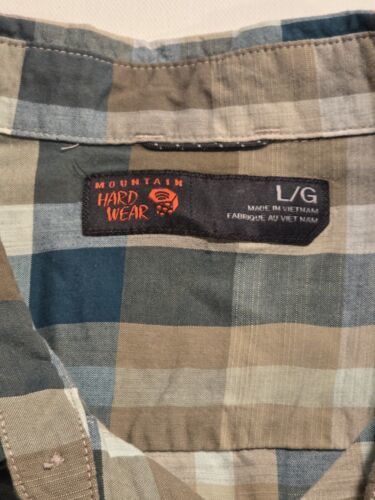 MOUNTAIN
HARD
WEAR
L/G
MADE IN VIETNAM
FABRIQUE AU VIET NAM